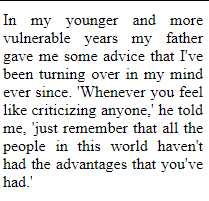 In my younger and more
vulnerable years my father
gave me some advice that I've
been turning over in my mind
ever since. 'Whenever you feel
like criticizing anyone,' he told
me, 'just remember that all the
people in this world haven't
had the advantages that you've
had.'